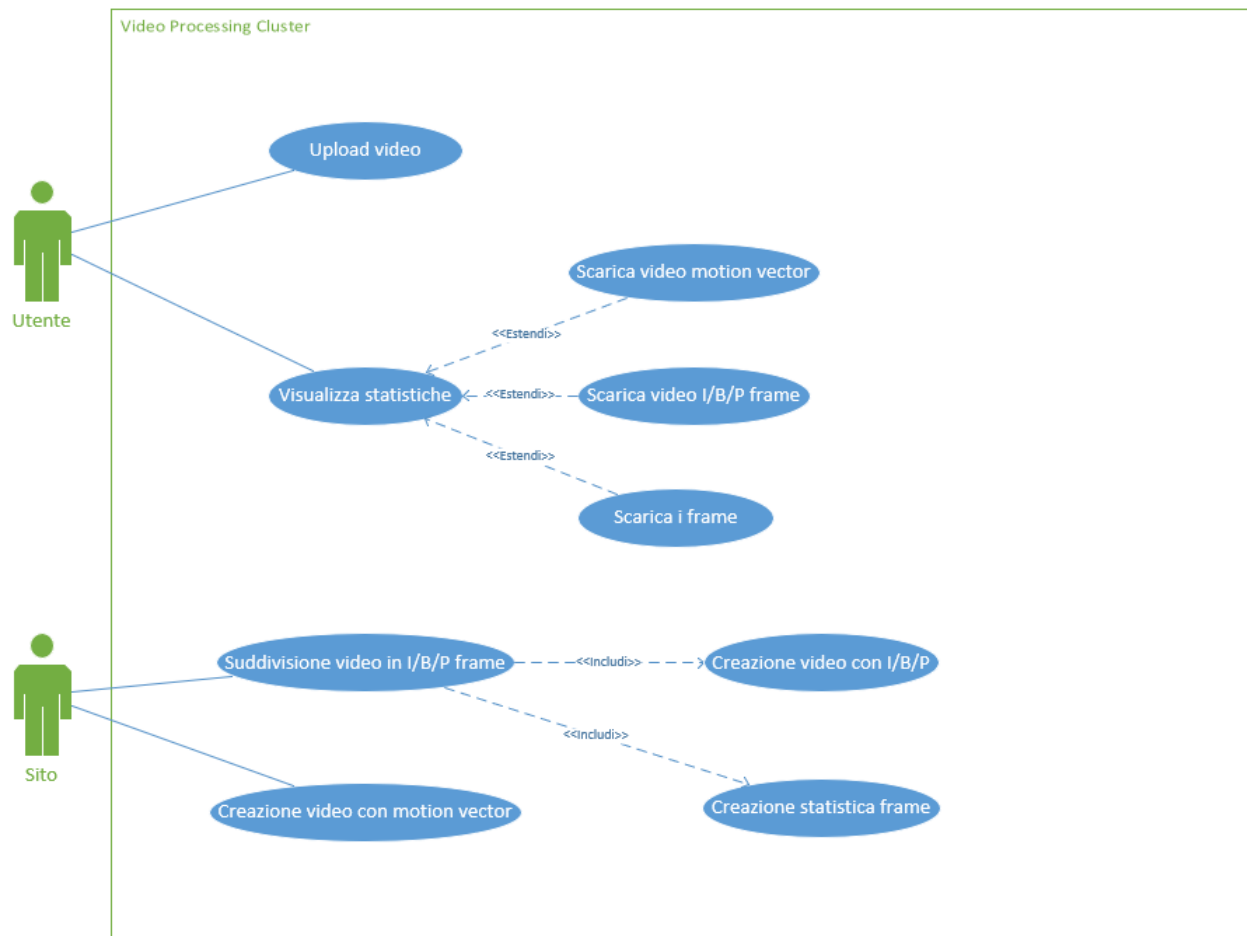 Video Processing Cluster
Upload video
Utente
Scarica video motion vector
<<Estendi>>
Visualizza statistiche
<<Estendi>>
Scarica video I/B/P frame
<<Estendi>>
Scarica i frame
Sito
Suddivisione video in I/B/P frame
<<Includi>>
Creazione video con I/B/P
<<Includi>>
Creazione video con motion vector
Creazione statistica frame